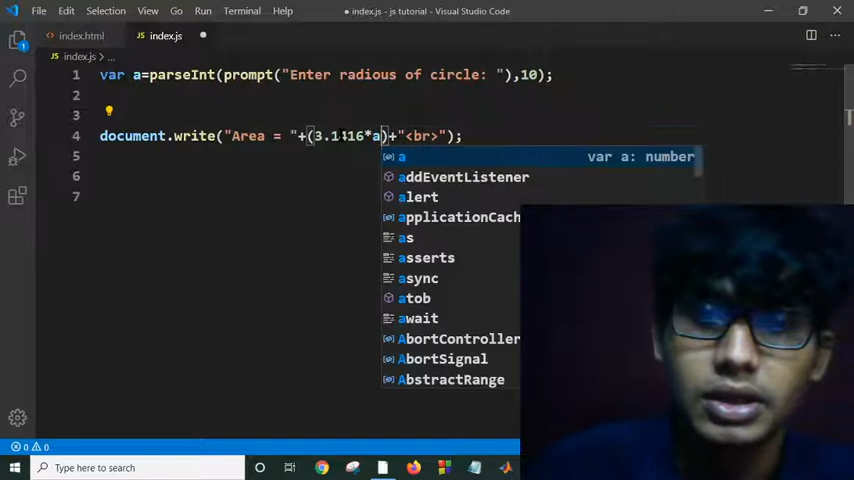 File Edit Selection View Go Run Terminal Help ● index.js - js tutorial - Visual Studio Code
index.html JS index.js ●
JS index.js > ...
1 var a=parseInt(prompt("Enter radious of circle: "),10);
2
3
4 document.write("Area = "+(3.1416*a)+"<br>");
5
6
7
a var a: number
addEventListener
alert
applicationCach
as
asserts
async
atob
await
AbortController
AbortSignal
AbstractRange
1
0 0
Type here to search